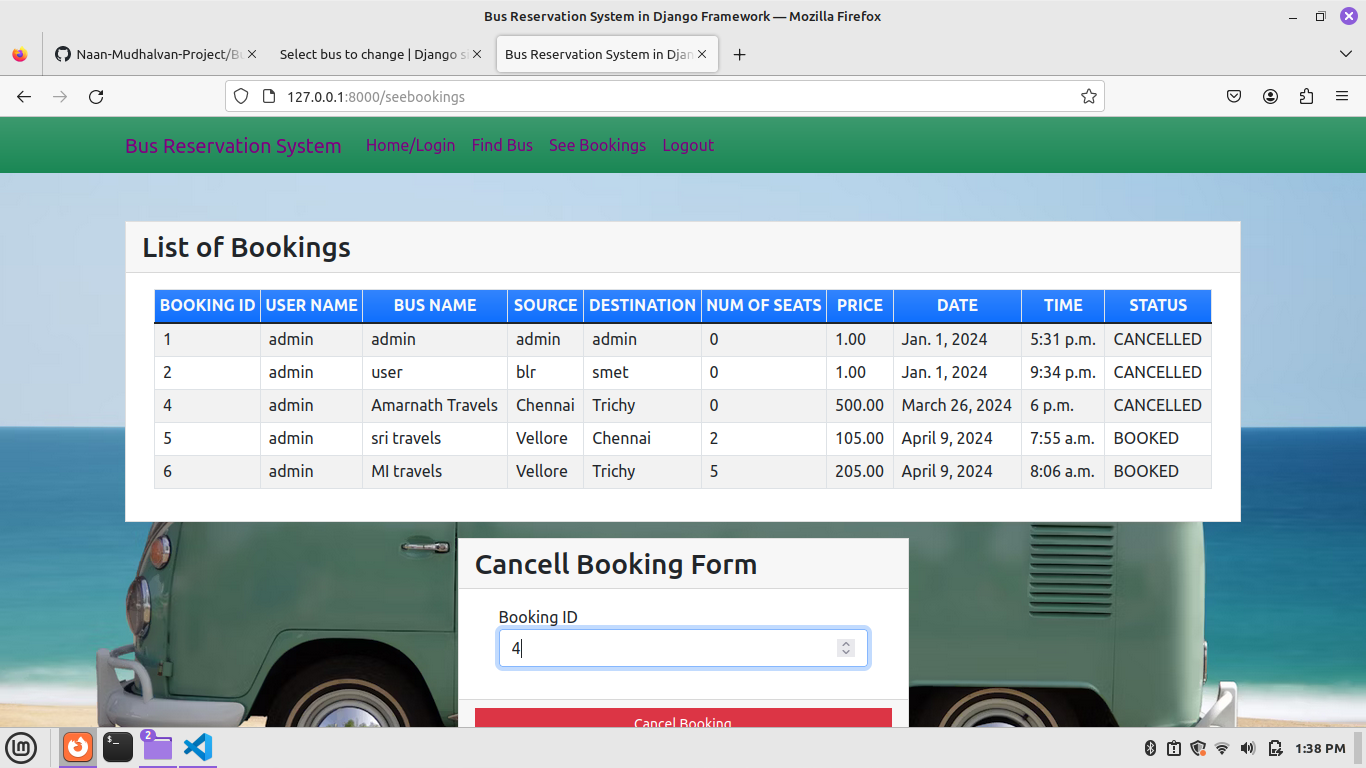 Bus Reservation System in Django Framework — Mozilla Firefox
Naan-Mudhalvan-Project/Bu
Select bus to change | Django si
Bus Reservation System in Djan
127.0.0.1:8000/seebookings
Bus Reservation System Home/Login Find Bus See Bookings Logout
List of Bookings
BOOKING ID USER NAME BUS NAME SOURCE DESTINATION NUM OF SEATS PRICE DATE TIME STATUS
1 admin admin admin admin 0 1.00 Jan. 1, 2024 5:31 p.m. CANCELLED
2 admin user blr smet 0 1.00 Jan. 1, 2024 9:34 p.m. CANCELLED
4 admin Amarnath Travels Chennai Trichy 0 500.00 March 26, 2024 6 p.m. CANCELLED
5 admin sri travels Vellore Chennai 2 105.00 April 9, 2024 7:55 a.m. BOOKED
6 admin MI travels Vellore Trichy 5 205.00 April 9, 2024 8:06 a.m. BOOKED
Cancell Booking Form
Booking ID
4
Cancel Booking
2
$_
1:38 PM